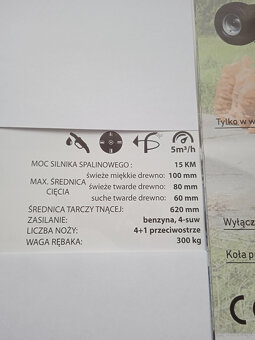 Tylko w w
5m³/h
MOC SILNIKA SPALINOWEGO : 15 KM
MAX. ŚREDNICA CIĘCIA
świeże miękkie drewno: 100 mm
świeże twarde drewno: 80 mm
suche twarde drewno: 60 mm
ŚREDNICA TARCZY TNĄCEJ: 620 mm
ZASILANIE: benzyna, 4-suw
LICZBA NOŻY: 4+1 przeciwostrze
WAGA RĘBAKA: 300 kg
Wyłącz
Koła p
CE